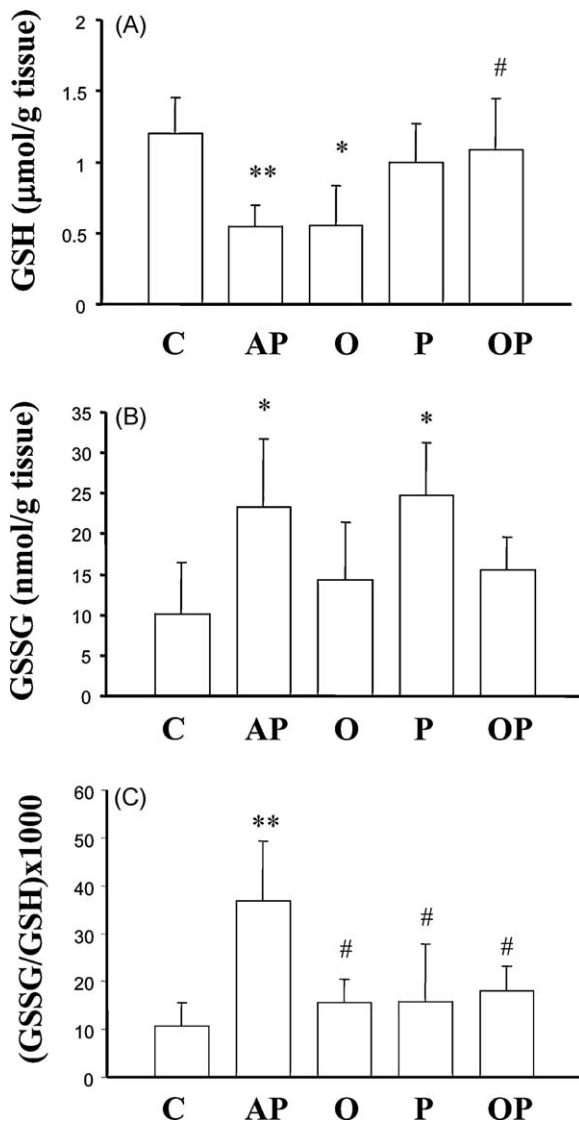 (A)
GSH (μmol/g tissue)
2
1.5
1
0.5
0
** * #
C AP O P OP
(B)
GSSG (nmol/g tissue)
35
30
25
20
15
10
5
0
* *
C AP O P OP
(C)
(GSSG/GSH)x1000
60
50
40
30
20
10
0
** # # #
C AP O P OP